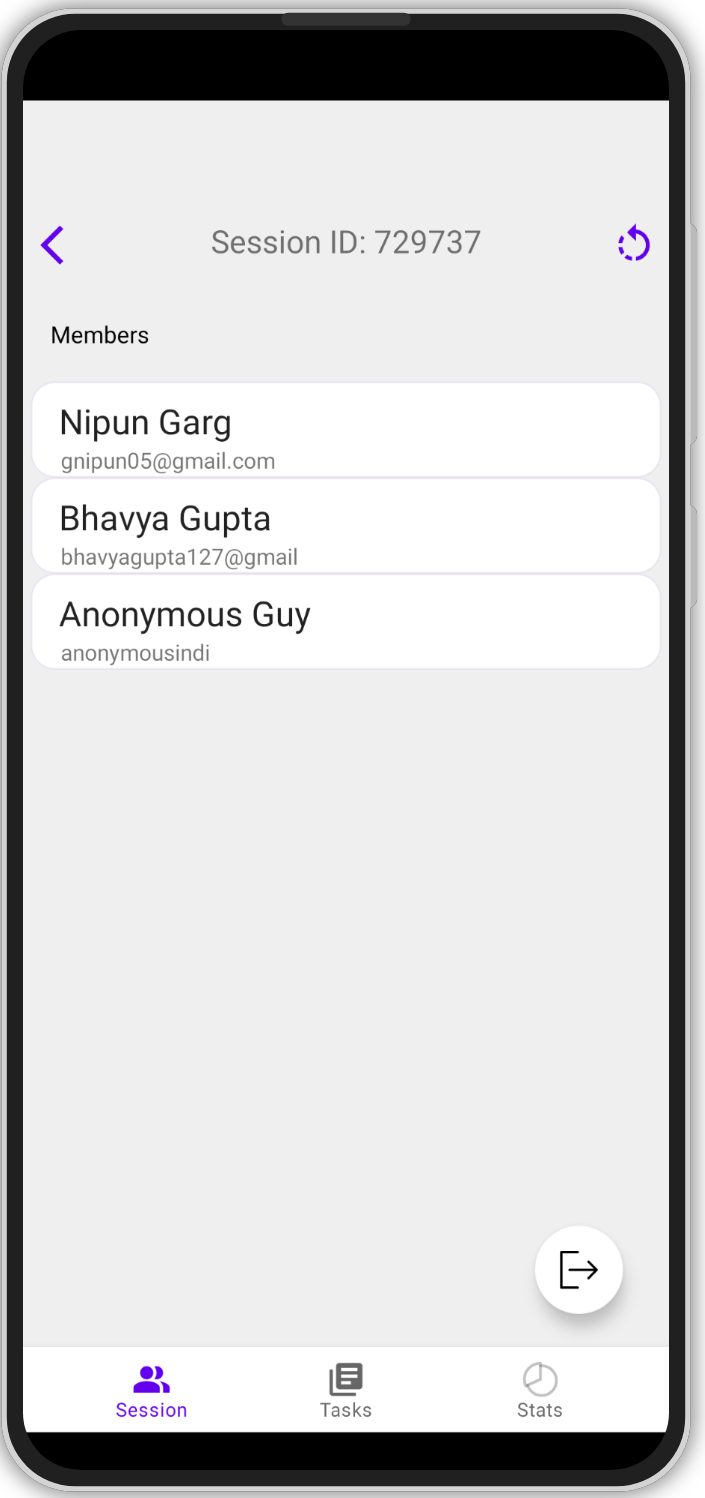 Session ID: 729737
Members
Nipun Garg
gnipun05@gmail.com
Bhavya Gupta
bhavyagupta127@gmail
Anonymous Guy
anonymousindi
Session
Tasks
Stats